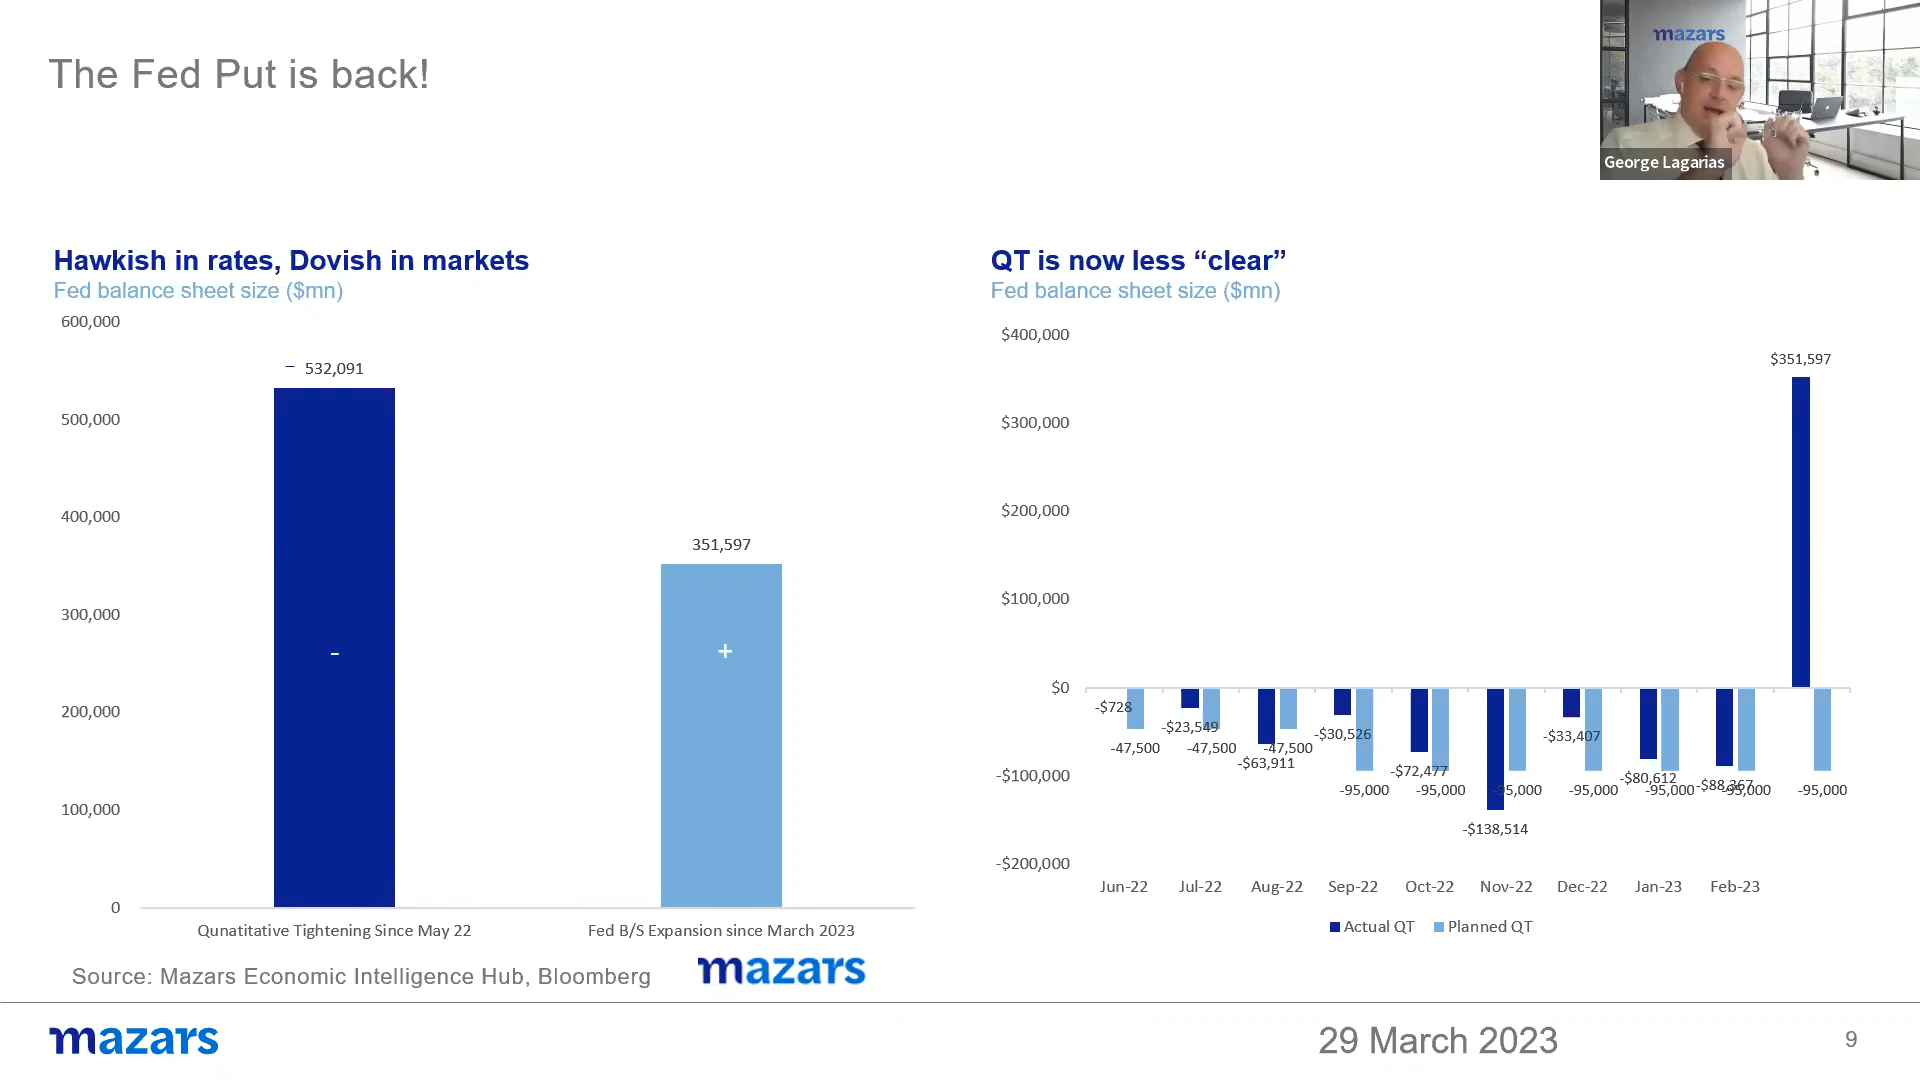 The Fed Put is back!
mazars
George Lagarias
Hawkish in rates, Dovish in markets
Fed balance sheet size ($mn)
600,000
500,000
400,000
300,000
200,000
100,000
0
– 532,091
-
351,597
+
Qunatitative Tightening Since May 22
Fed B/S Expansion since March 2023
QT is now less “clear”
Fed balance sheet size ($mn)
$400,000
$300,000
$200,000
$100,000
$0
-$100,000
-$200,000
$351,597
-$728
-$23,549
-$63,911
-$30,526
-$72,477
-$138,514
-$33,407
-$80,612
-$88,367
-47,500
-47,500
-47,500
-95,000
-95,000
-95,000
-95,000
-95,000
-95,000
-95,000
Jun-22
Jul-22
Aug-22
Sep-22
Oct-22
Nov-22
Dec-22
Jan-23
Feb-23
Actual QT
Planned QT
Source: Mazars Economic Intelligence Hub, Bloomberg
mazars
mazars
29 March 2023
9